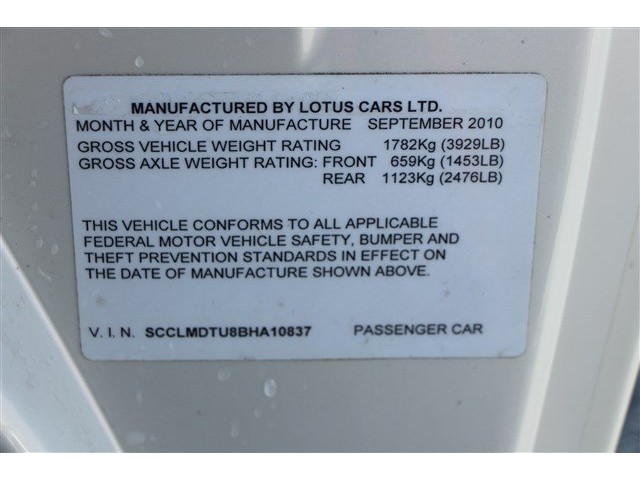 MANUFACTURED BY LOTUS CARS LTD.
MONTH & YEAR OF MANUFACTURE SEPTEMBER 2010
GROSS VEHICLE WEIGHT RATING 1782Kg (3929LB)
GROSS AXLE WEIGHT RATING: FRONT 659Kg (1453LB)
REAR 1123Kg (2476LB)
THIS VEHICLE CONFORMS TO ALL APPLICABLE
FEDERAL MOTOR VEHICLE SAFETY, BUMPER AND
THEFT PREVENTION STANDARDS IN EFFECT ON
THE DATE OF MANUFACTURE SHOWN ABOVE.
V. I. N. SCCLMDTU8BHA10837 PASSENGER CAR